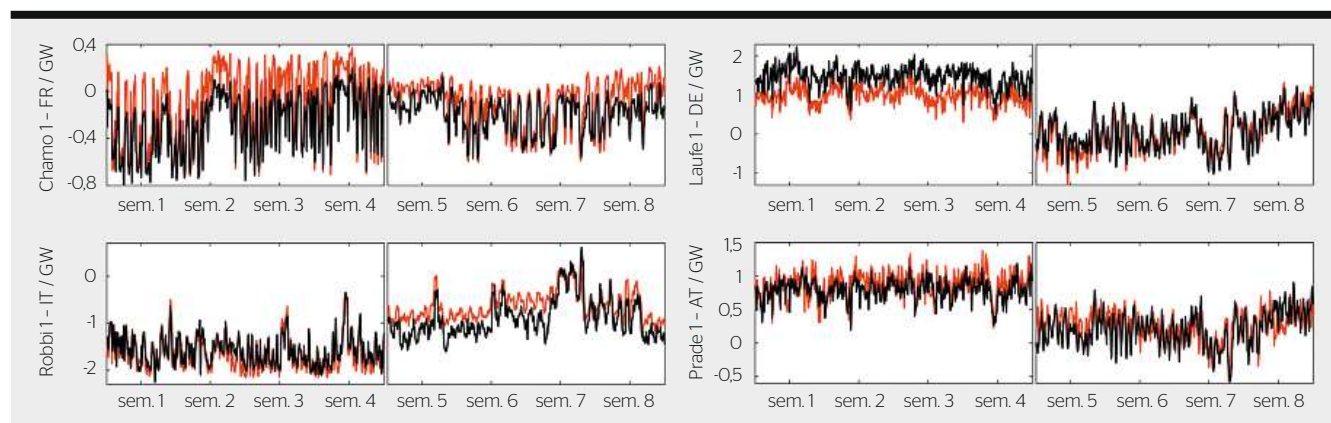 Chamo 1 – FR / GW
0,4
0
-0,4
-0,8
sem. 1 sem. 2 sem. 3 sem. 4 sem. 5 sem. 6 sem. 7 sem. 8
Laufe 1 – DE / GW
2
1
0
-1
sem. 1 sem. 2 sem. 3 sem. 4 sem. 5 sem. 6 sem. 7 sem. 8
Robbi 1 – IT / GW
0
-1
-2
sem. 1 sem. 2 sem. 3 sem. 4 sem. 5 sem. 6 sem. 7 sem. 8
Prade 1 – AT / GW
1,5
1
0,5
0
-0,5
sem. 1 sem. 2 sem. 3 sem. 4 sem. 5 sem. 6 sem. 7 sem. 8